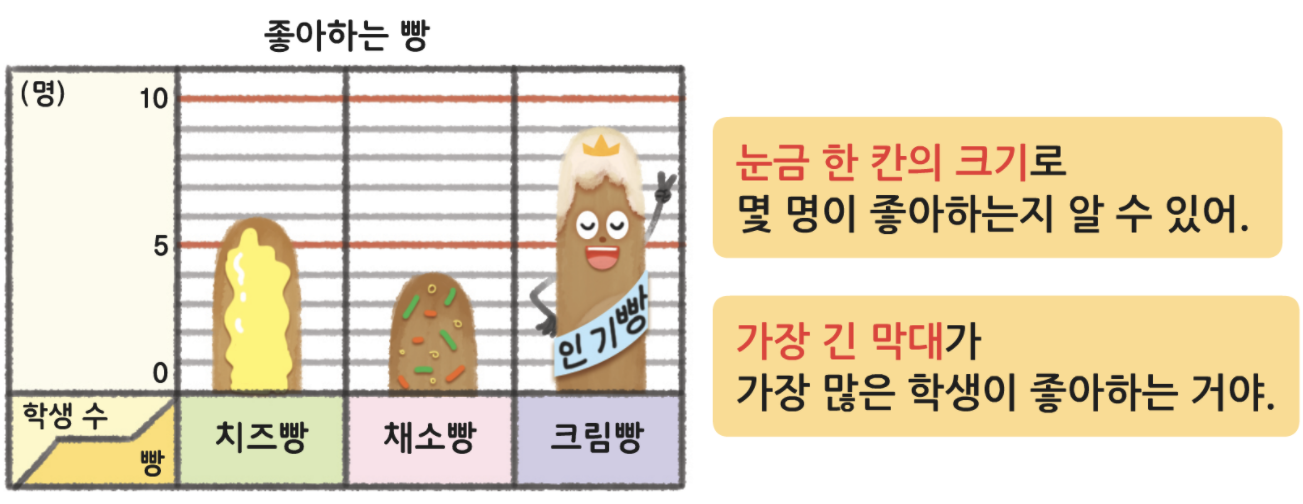 좋아하는 빵
(명)
10
5
0
학생 수
빵
치즈빵
채소빵
크림빵
인기빵
눈금 한 칸의 크기로
몇 명이 좋아하는지 알 수 있어.
가장 긴 막대가
가장 많은 학생이 좋아하는 거야.